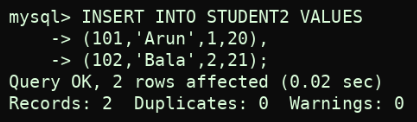 mysql> INSERT INTO STUDENT2 VALUES
    -> (101,'Arun',1,20),
    -> (102,'Bala',2,21);
Query OK, 2 rows affected (0.02 sec)
Records: 2  Duplicates: 0  Warnings: 0